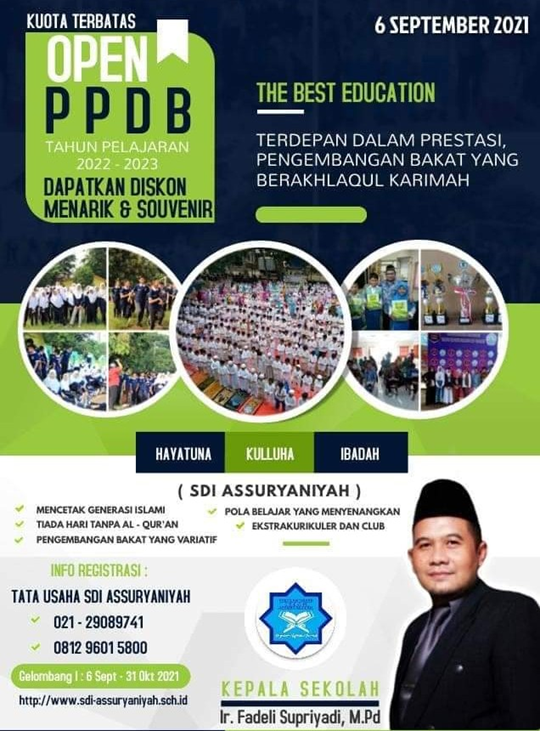 KUOTA TERBATAS
6 SEPTEMBER 2021
OPEN
PPDB
TAHUN PELAJARAN
2022 - 2023
DAPATKAN DISKON
MENARIK & SOUVENIR
THE BEST EDUCATION
TERDEPAN DALAM PRESTASI,
PENGEMBANGAN BAKAT YANG
BERAKHLAQUL KARIMAH
HAYATUNA KULLUHA IBADAH
( SDI ASSURYANIYAH )
MENCETAK GENERASI ISLAMI
TIADA HARI TANPA AL - QUR'AN
PENGEMBANGAN BAKAT YANG VARIATIF
POLA BELAJAR YANG MENYENANGKAN
EKSTRAKURIKULER DAN CLUB
INFO REGISTRASI :
TATA USAHA SDI ASSURYANIYAH
021 - 29089741
0812 9601 5800
Gelombang I : 6 Sept - 31 Okt 2021
http://www.sdi-assuryaniyah.sch.id
KEPALA SEKOLAH
Ir. Fadeli Supriyadi, M.Pd